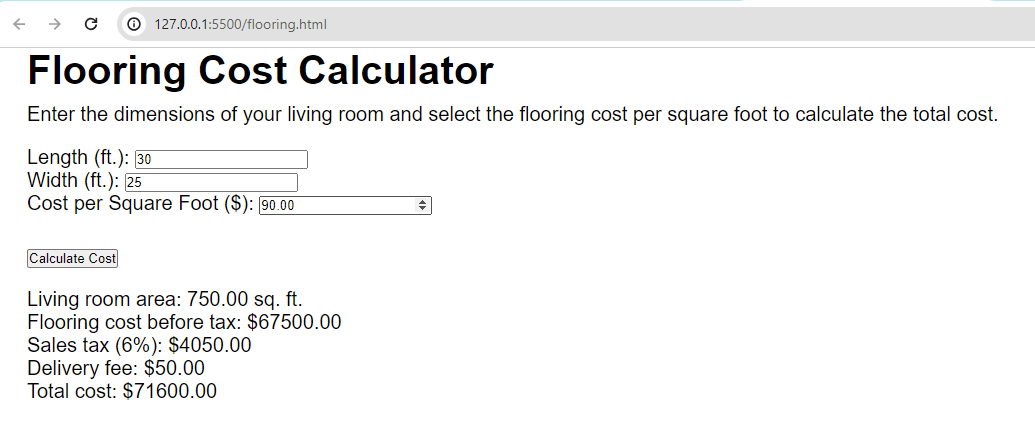 127.0.0.1:5500/flooring.html
Flooring Cost Calculator
Enter the dimensions of your living room and select the flooring cost per square foot to calculate the total cost.
Length (ft.): 30
Width (ft.): 25
Cost per Square Foot ($): 90.00
Calculate Cost
Living room area: 750.00 sq. ft.
Flooring cost before tax: $67500.00
Sales tax (6%): $4050.00
Delivery fee: $50.00
Total cost: $71600.00